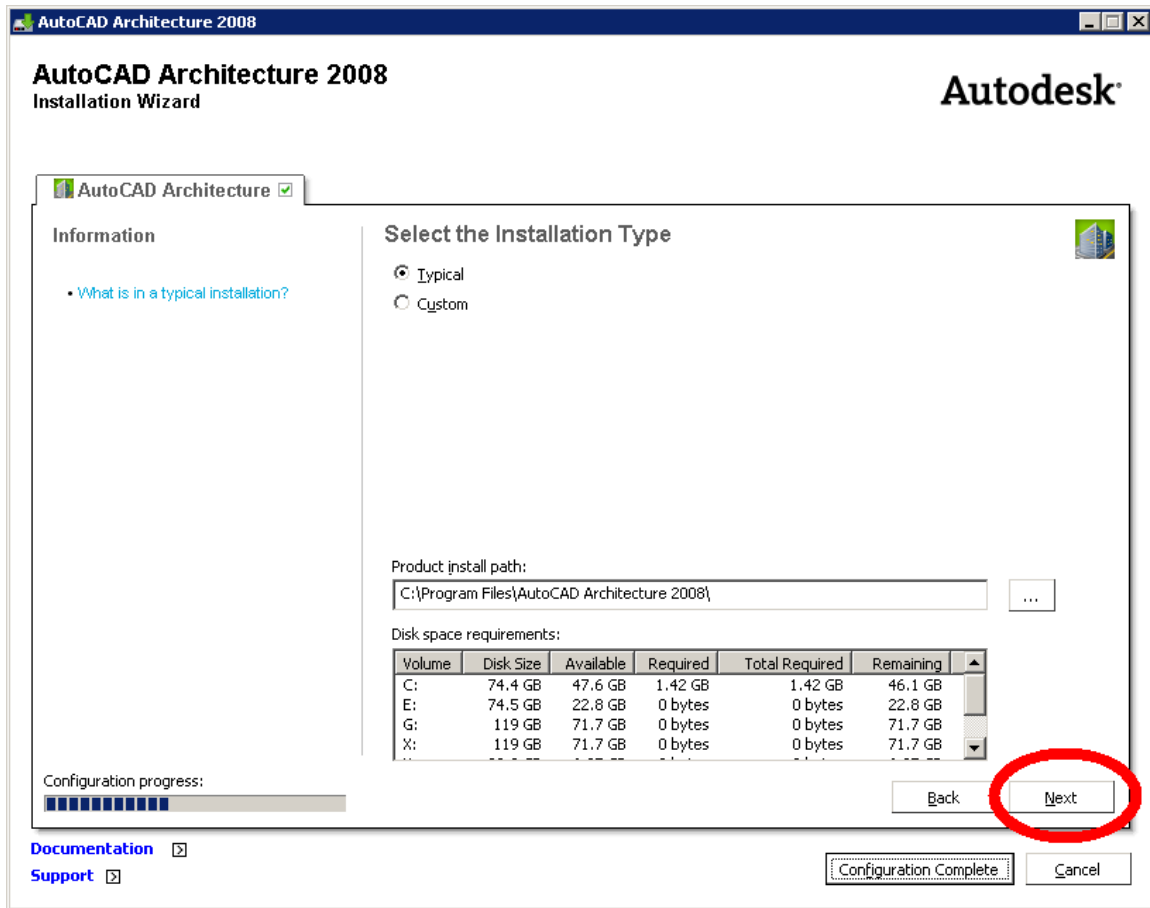 AutoCAD Architecture 2008
AutoCAD Architecture 2008
Installation Wizard
Autodesk
AutoCAD Architecture
Information
• What is in a typical installation?
Select the Installation Type
Typical
Custom
Product install path:
C:\Program Files\AutoCAD Architecture 2008\
...
Disk space requirements:
Volume Disk Size Available Required Total Required Remaining
C: 74.4 GB 47.6 GB 1.42 GB 1.42 GB 46.1 GB
E: 74.5 GB 22.8 GB 0 bytes 0 bytes 22.8 GB
G: 119 GB 71.7 GB 0 bytes 0 bytes 71.7 GB
X: 119 GB 71.7 GB 0 bytes 0 bytes 71.7 GB
Configuration progress:
Back Next
Documentation
Support
Configuration Complete Cancel